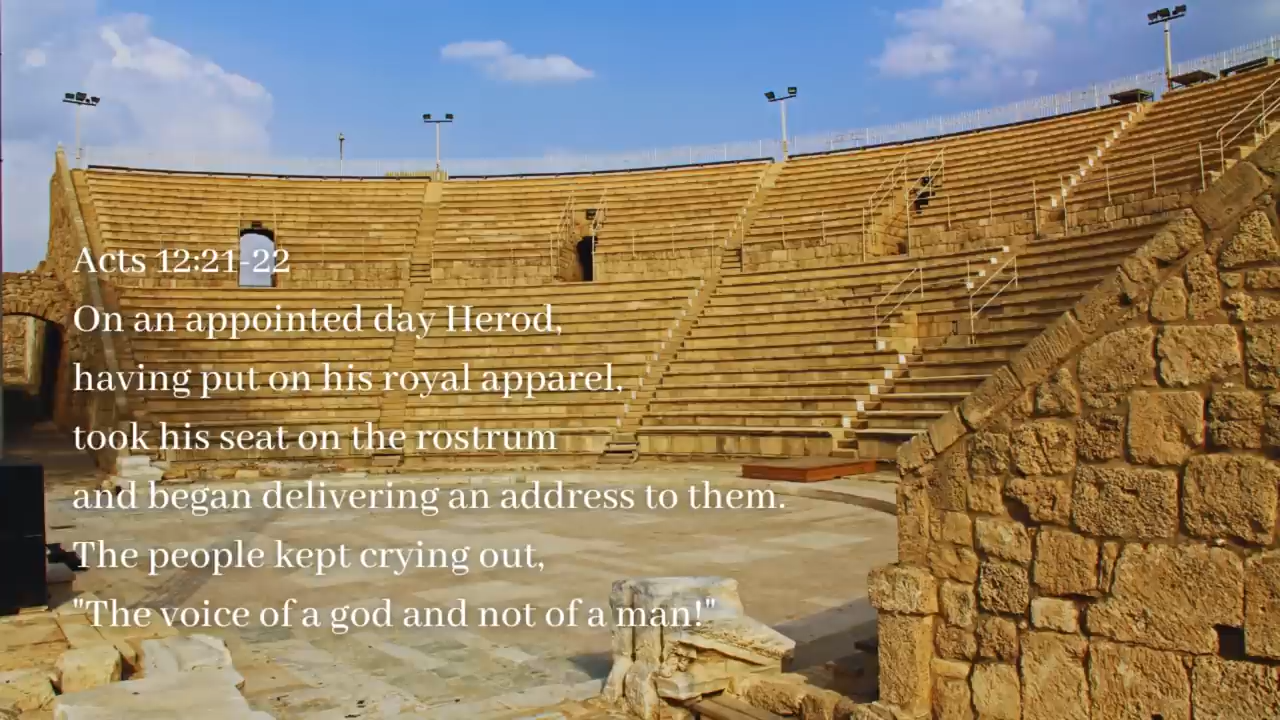 Acts 12:21-22
On an appointed day Herod,
having put on his royal apparel,
took his seat on the rostrum
and began delivering an address to them.
The people kept crying out,
"The voice of a god and not of a man!"